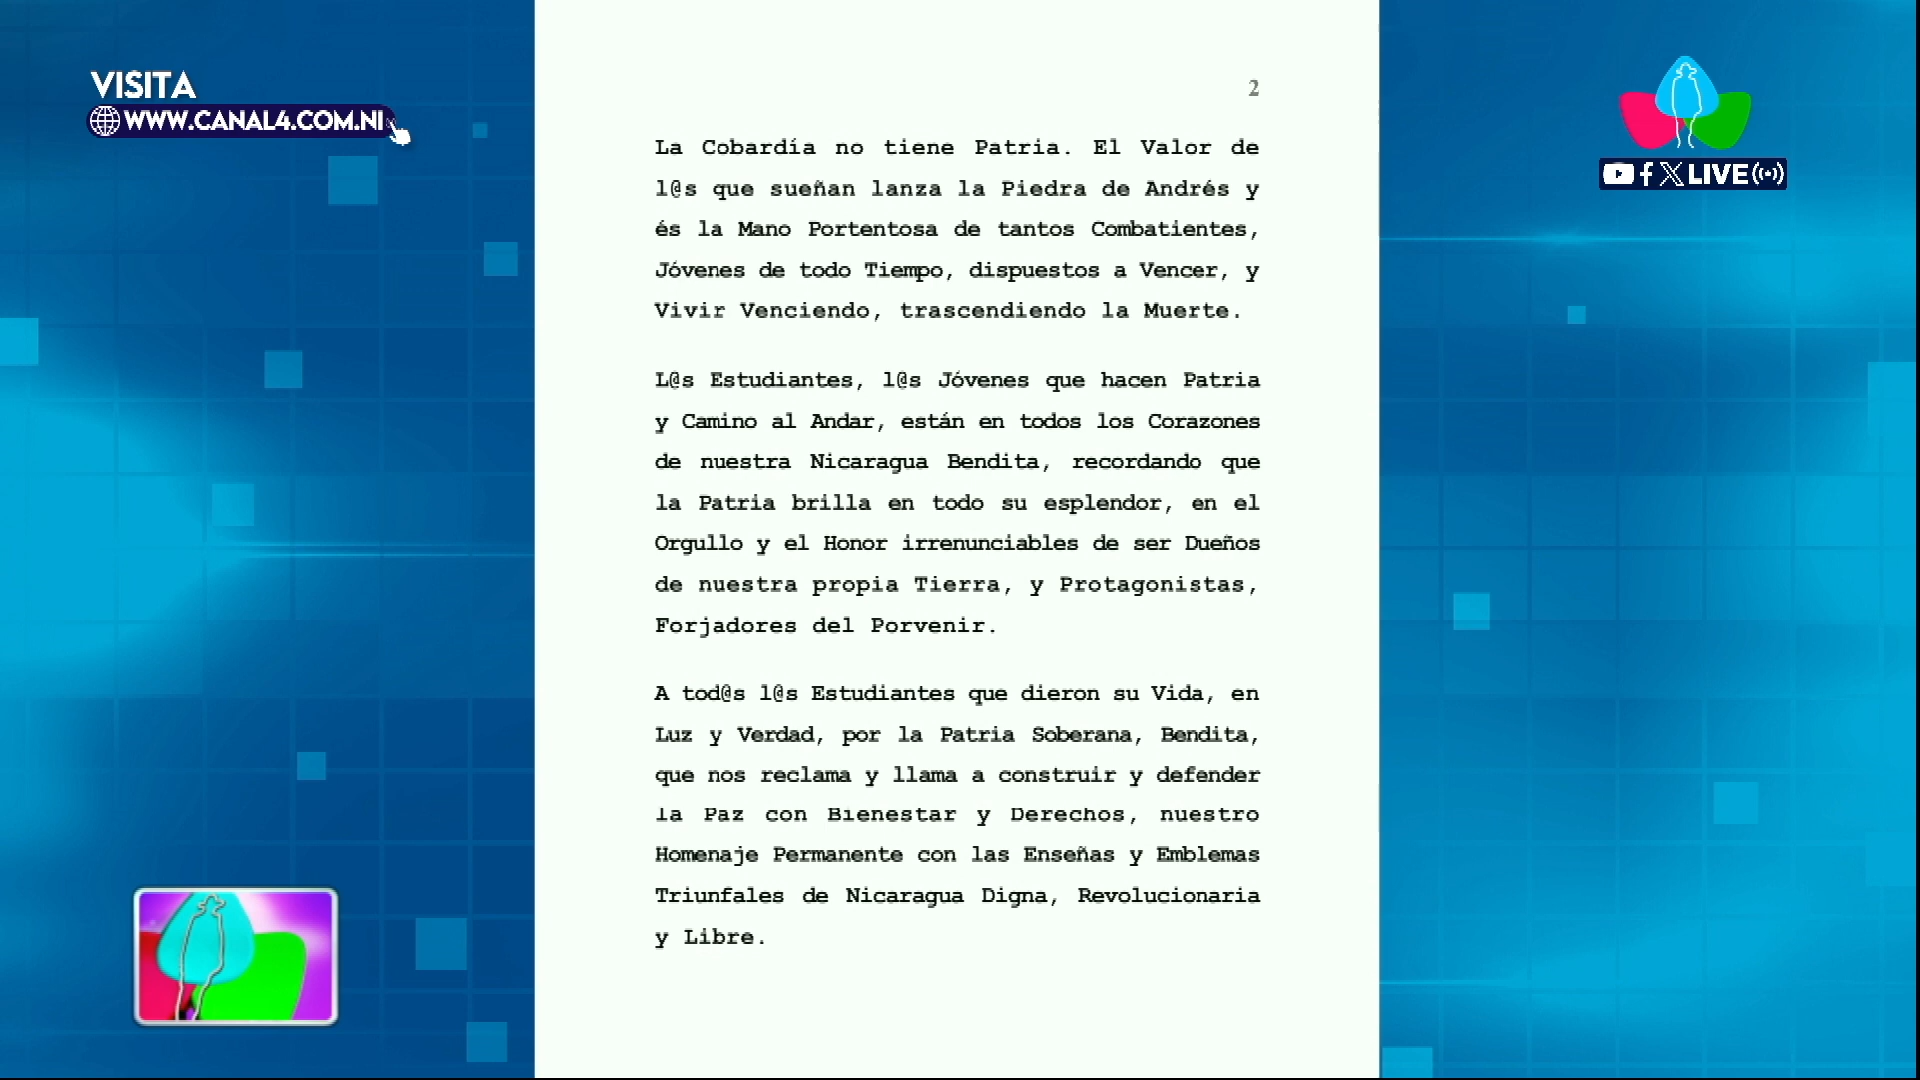 VISITA
WWW.CANAL4.COM.NI
LIVE
2
La Cobardía no tiene Patria. El Valor de
l@s que sueñan lanza la Piedra de Andrés y
és la Mano Portentosa de tantos Combatientes,
Jóvenes de todo Tiempo, dispuestos a Vencer, y
Vivir Venciendo, trascendiendo la Muerte.
L@s Estudiantes, l@s Jóvenes que hacen Patria
y Camino al Andar, están en todos los Corazones
de nuestra Nicaragua Bendita, recordando que
la Patria brilla en todo su esplendor, en el
Orgullo y el Honor irrenunciables de ser Dueños
de nuestra propia Tierra, y Protagonistas,
Forjadores del Porvenir.
A tod@s l@s Estudiantes que dieron su Vida, en
Luz y Verdad, por la Patria Soberana, Bendita,
que nos reclama y llama a construir y defender
la Paz con Bienestar y Derechos, nuestro
Homenaje Permanente con las Enseñas y Emblemas
Triunfales de Nicaragua Digna, Revolucionaria
y Libre.